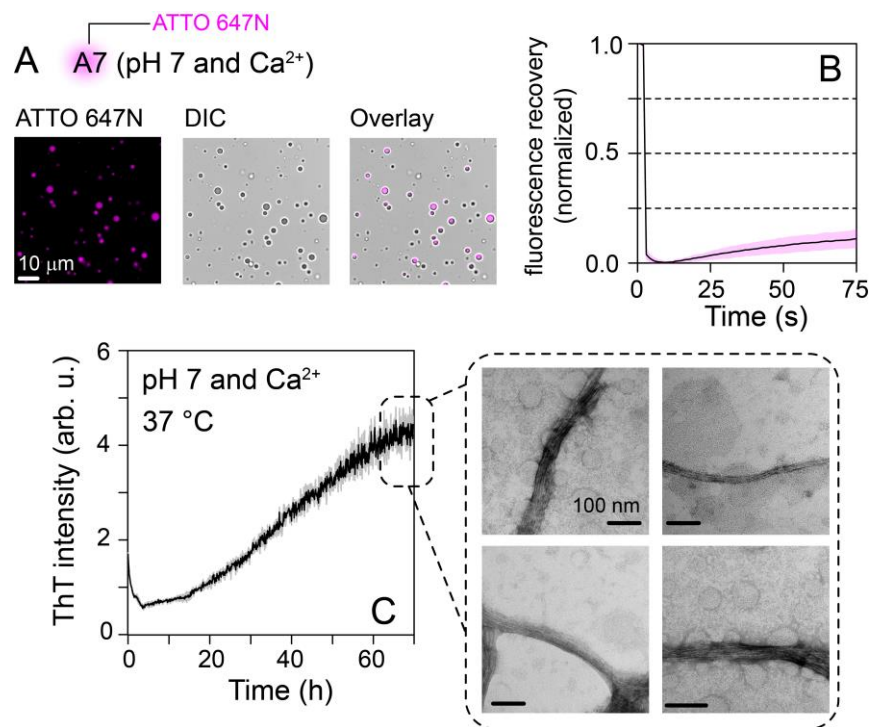 ATTO 647N
A A7 (pH 7 and Ca²⁺)
ATTO 647N DIC Overlay
10 μm
B
fluorescence recovery
(normalized)
1.0
0.5
0.0
0 25 50 75
Time (s)
C
pH 7 and Ca²⁺
37 °C
ThT intensity (arb. u.)
6
4
2
0
0 20 40 60
Time (h)
100 nm